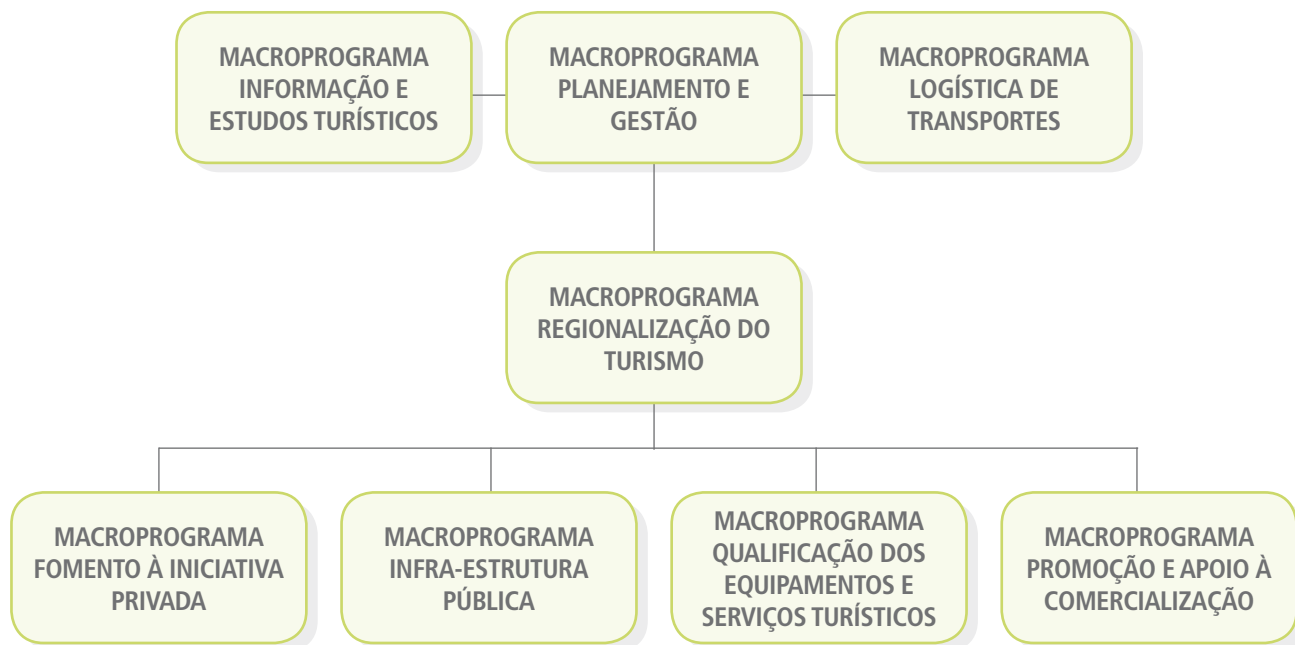 MACROPROGRAMA
INFORMAÇÃO E
ESTUDOS TURÍSTICOS
MACROPROGRAMA
PLANEJAMENTO E
GESTÃO
MACROPROGRAMA
LOGÍSTICA DE
TRANSPORTES
MACROPROGRAMA
REGIONALIZAÇÃO DO
TURISMO
MACROPROGRAMA
FOMENTO À INICIATIVA
PRIVADA
MACROPROGRAMA
INFRA-ESTRUTURA
PÚBLICA
MACROPROGRAMA
QUALIFICAÇÃO DOS
EQUIPAMENTOS E
SERVIÇOS TURÍSTICOS
MACROPROGRAMA
PROMOÇÃO E APOIO À
COMERCIALIZAÇÃO